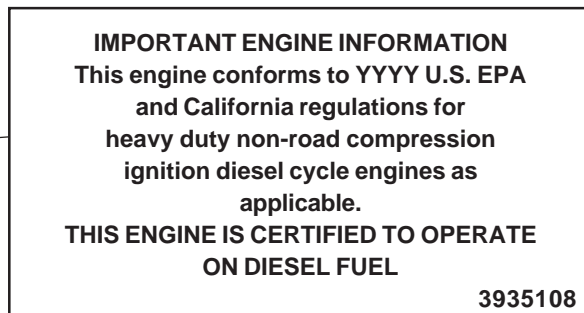 IMPORTANT ENGINE INFORMATION
This engine conforms to YYYY U.S. EPA
and California regulations for
heavy duty non-road compression
ignition diesel cycle engines as
applicable.
THIS ENGINE IS CERTIFIED TO OPERATE
ON DIESEL FUEL
3935108